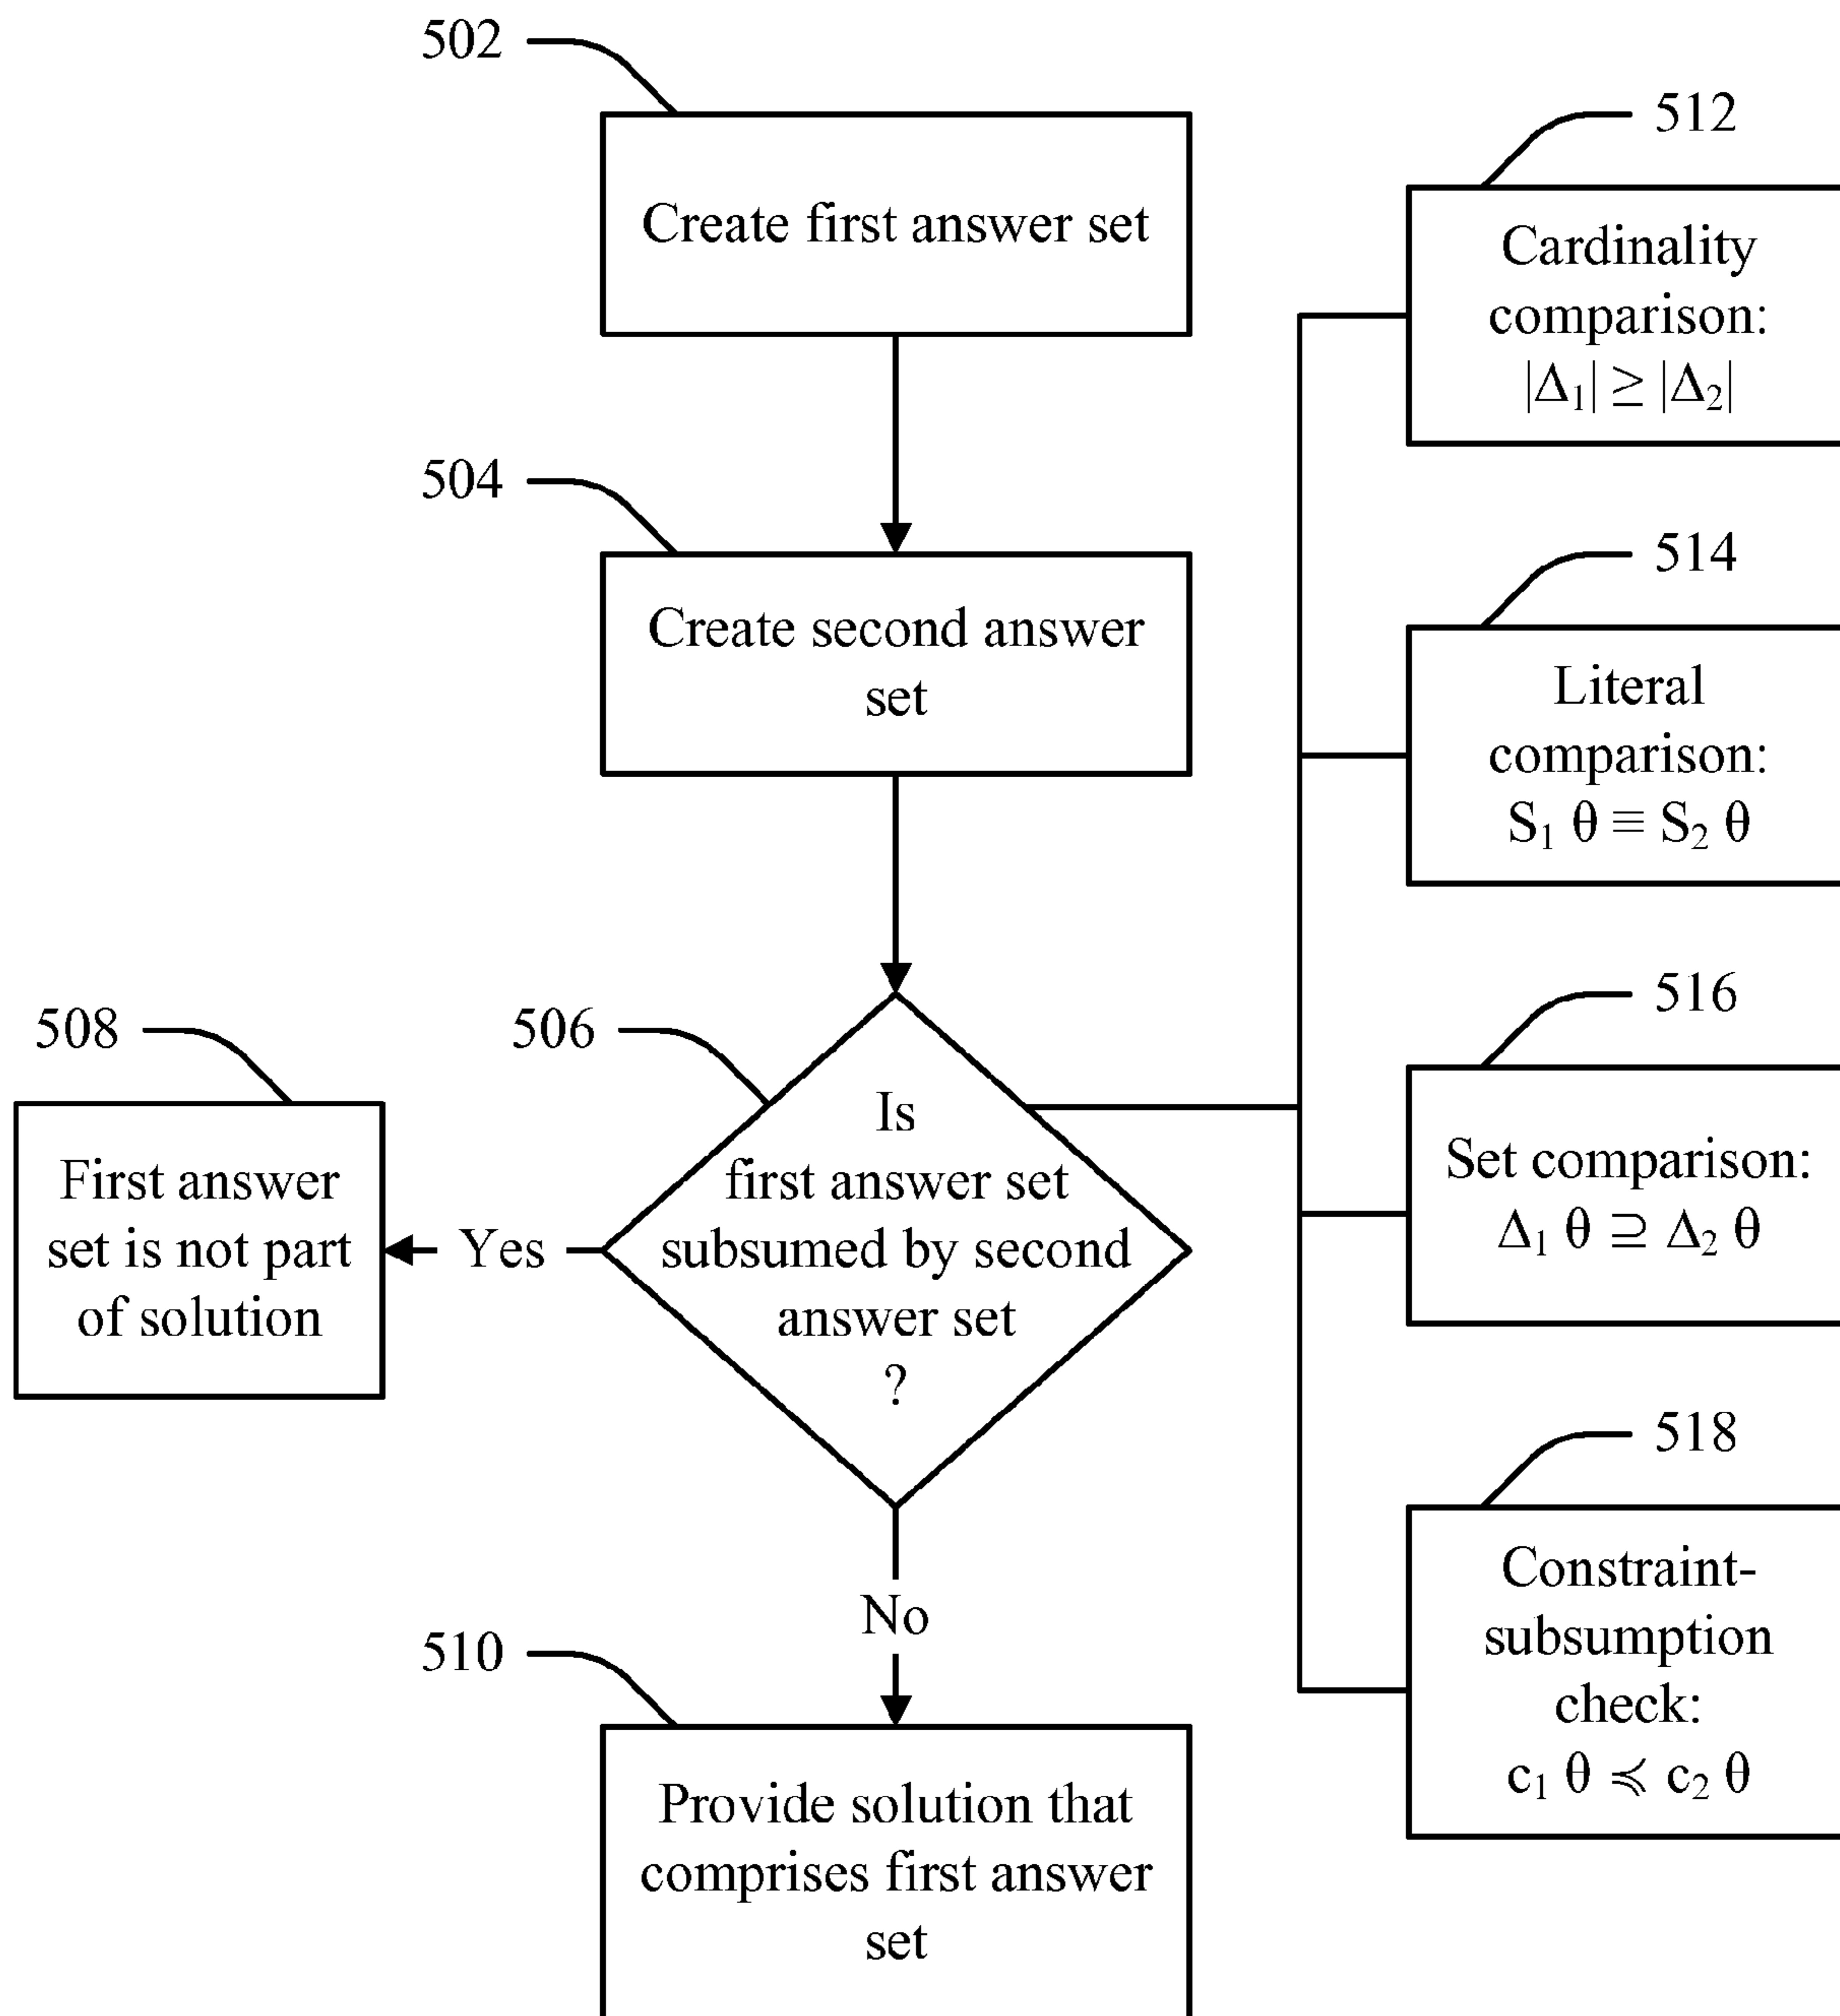 502
Create first answer set
504
Create second answer
set
506
Is
first answer set
subsumed by second
answer set
?
Yes
508
First answer
set is not part
of solution
No
510
Provide solution that
comprises first answer
set
512
Cardinality
comparison:
|Δ₁| ≥ |Δ₂|
514
Literal
comparison:
S₁ θ ≡ S₂ θ
516
Set comparison:
Δ₁ θ ⊇ Δ₂ θ
518
Constraint-
subsumption
check:
c₁ θ ≼ c₂ θ